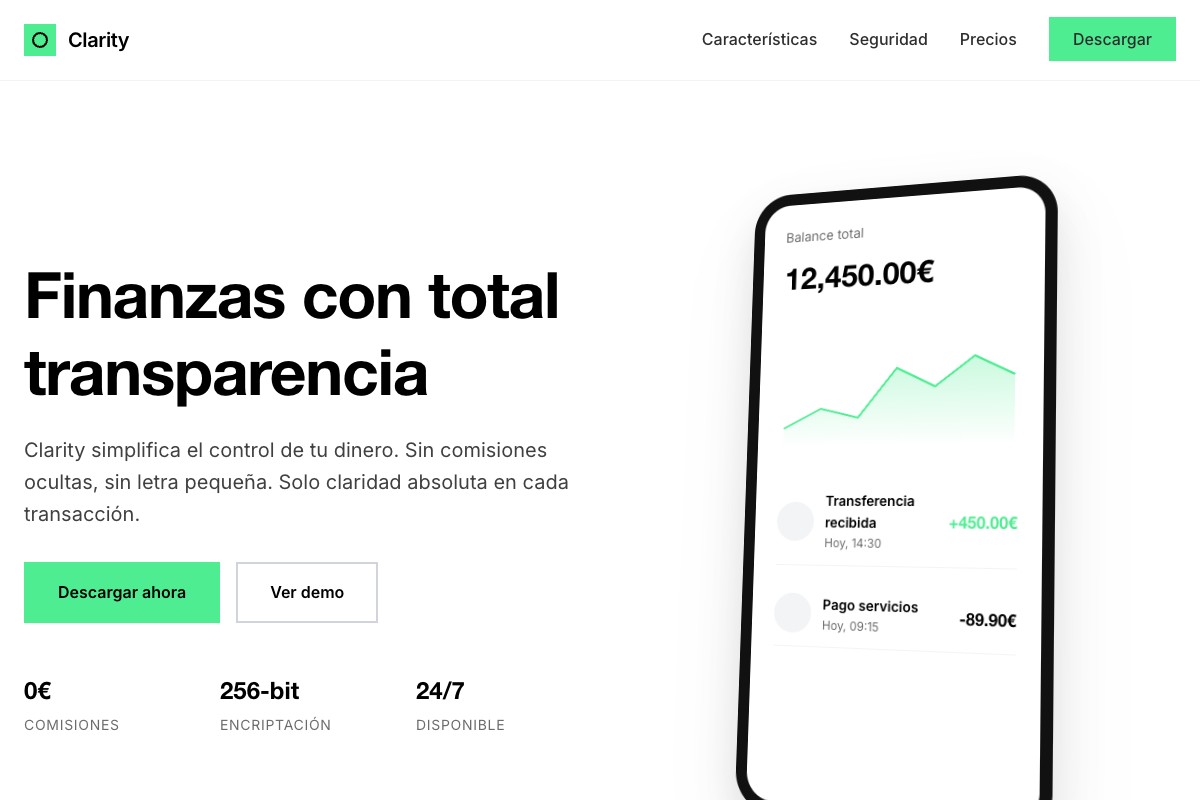 Clarity
Características
Seguridad
Precios
Descargar
Finanzas con total
transparencia
Clarity simplifica el control de tu dinero. Sin comisiones
ocultas, sin letra pequeña. Solo claridad absoluta en cada
transacción.
Descargar ahora
Ver demo
0€
COMISIONES
256-bit
ENCRIPTACIÓN
24/7
DISPONIBLE
Balance total
12,450.00€
Transferencia
recibida
Hoy, 14:30
+450.00€
Pago servicios
Hoy, 09:15
-89.90€